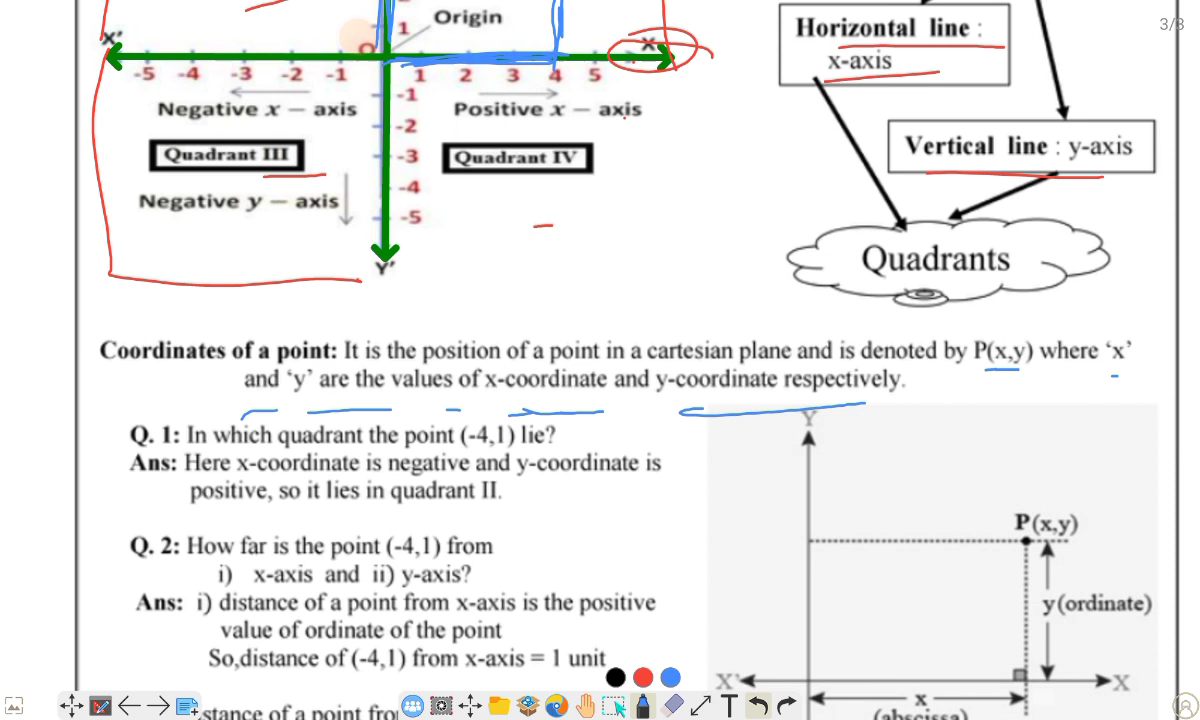 3/3
1
Origin
O
X'
X
-5 -4 -3 -2 -1 1 2 3 4 5
-1
Negative x – axis
Positive x – axis
-2
Quadrant III
-3
Quadrant IV
-4
Negative y – axis
-5
Y'
Horizontal line :
x-axis
Vertical line : y-axis
Quadrants
Coordinates of a point: It is the position of a point in a cartesian plane and is denoted by P(x,y) where ‘x’
and ‘y’ are the values of x-coordinate and y-coordinate respectively.
Q. 1: In which quadrant the point (-4,1) lie?
Ans: Here x-coordinate is negative and y-coordinate is
positive, so it lies in quadrant II.
Q. 2: How far is the point (-4,1) from
i) x-axis and ii) y-axis?
Ans: i) distance of a point from x-axis is the positive
value of ordinate of the point
So,distance of (-4,1) from x-axis = 1 unit
Y
P(x,y)
y(ordinate)
X'
X
x
(abscissa)
stance of a point
T